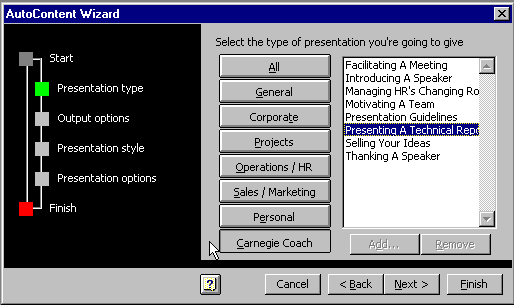 AutoContent Wizard
Start
Presentation type
Output options
Presentation style
Presentation options
Finish
Select the type of presentation you're going to give
All
General
Corporate
Projects
Operations / HR
Sales / Marketing
Personal
Carnegie Coach
Facilitating A Meeting
Introducing A Speaker
Managing HR's Changing Ro
Motivating A Team
Presentation Guidelines
Presenting A Technical Repo
Selling Your Ideas
Thanking A Speaker
Add...
Remove
?
Cancel
< Back
Next >
Finish